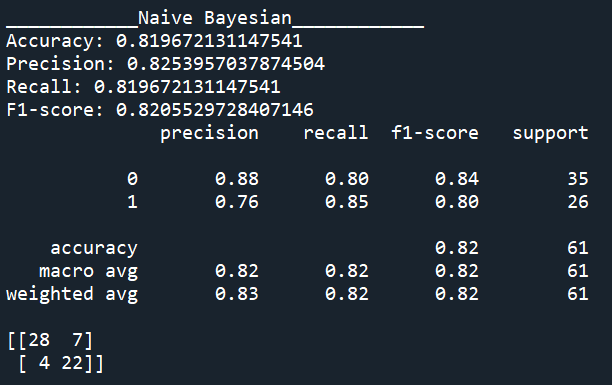 ____________Naive Bayesian____________
Accuracy: 0.819672131147541
Precision: 0.8253957037874504
Recall: 0.819672131147541
F1-score: 0.8205529728407146
              precision    recall  f1-score   support

           0       0.88      0.80      0.84        35
           1       0.76      0.85      0.80        26

    accuracy                           0.82        61
   macro avg       0.82      0.82      0.82        61
weighted avg       0.83      0.82      0.82        61

[[28  7]
 [ 4 22]]